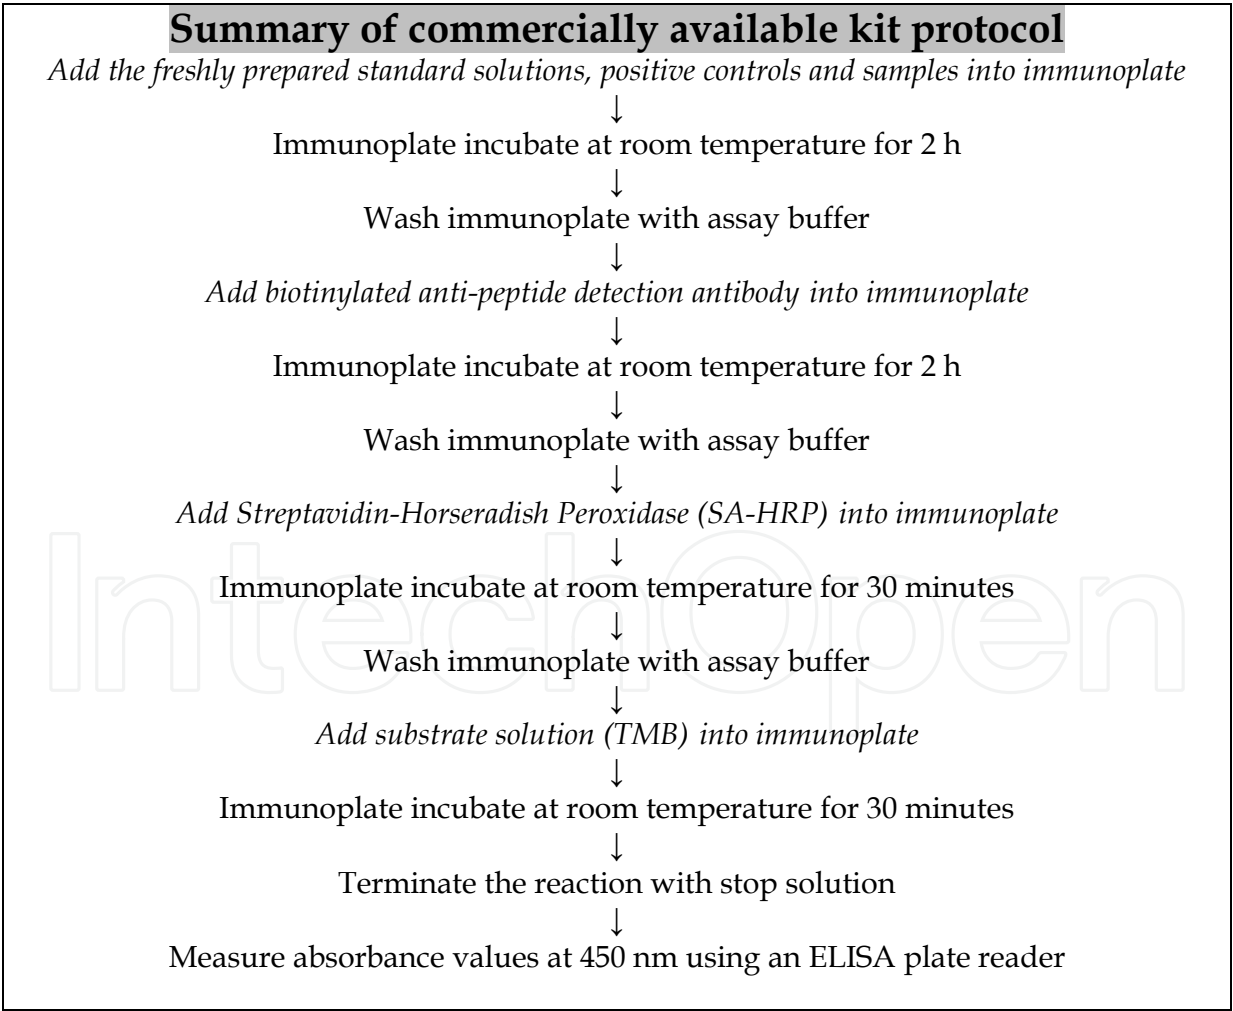 Summary of commercially available kit protocol
Add the freshly prepared standard solutions, positive controls and samples into immunoplate
↓
Immunoplate incubate at room temperature for 2 h
↓
Wash immunoplate with assay buffer
↓
Add biotinylated anti-peptide detection antibody into immunoplate
↓
Immunoplate incubate at room temperature for 2 h
↓
Wash immunoplate with assay buffer
↓
Add Streptavidin-Horseradish Peroxidase (SA-HRP) into immunoplate
↓
Immunoplate incubate at room temperature for 30 minutes
↓
IntechOpen
Wash immunoplate with assay buffer
↓
Add substrate solution (TMB) into immunoplate
↓
Immunoplate incubate at room temperature for 30 minutes
↓
Terminate the reaction with stop solution
↓
Measure absorbance values at 450 nm using an ELISA plate reader